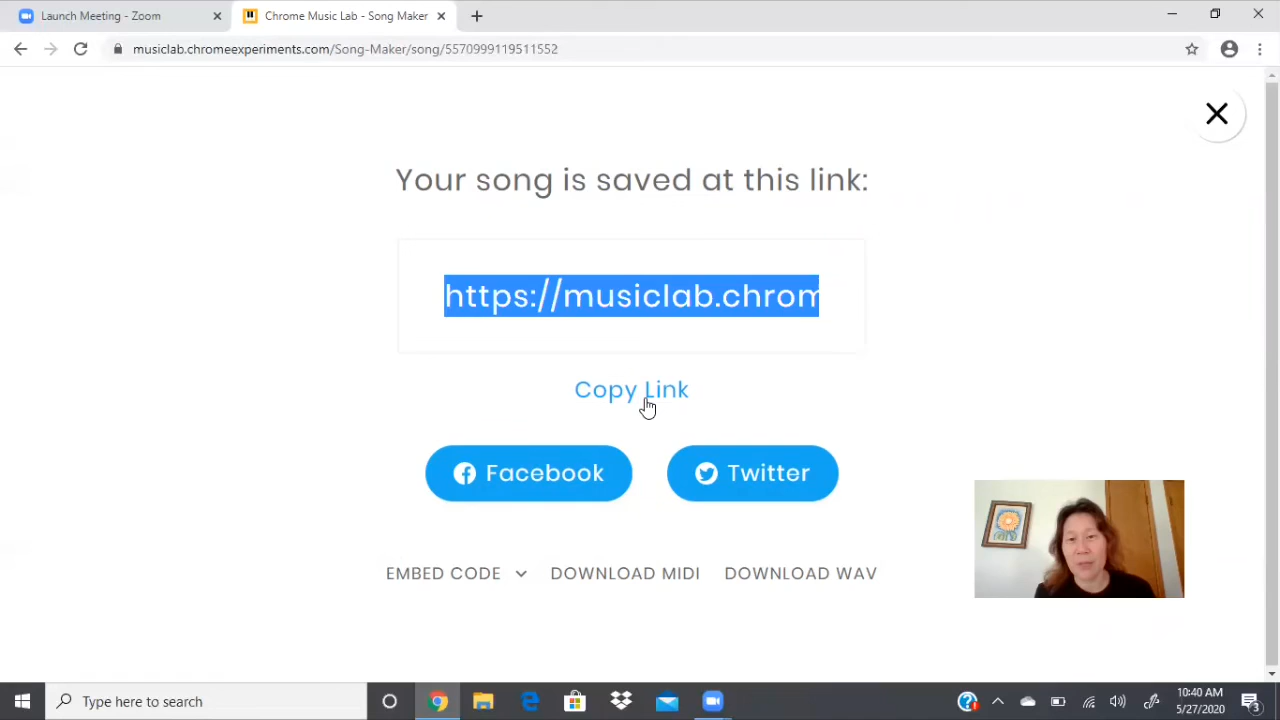 Launch Meeting - Zoom
Chrome Music Lab - Song Maker
musiclab.chromeexperiments.com/Song-Maker/song/5570999119511552
Your song is saved at this link:
https://musiclab.chrom
Copy Link
Facebook
Twitter
EMBED CODE
DOWNLOAD MIDI
DOWNLOAD WAV
Type here to search
10:40 AM
5/27/2020
3